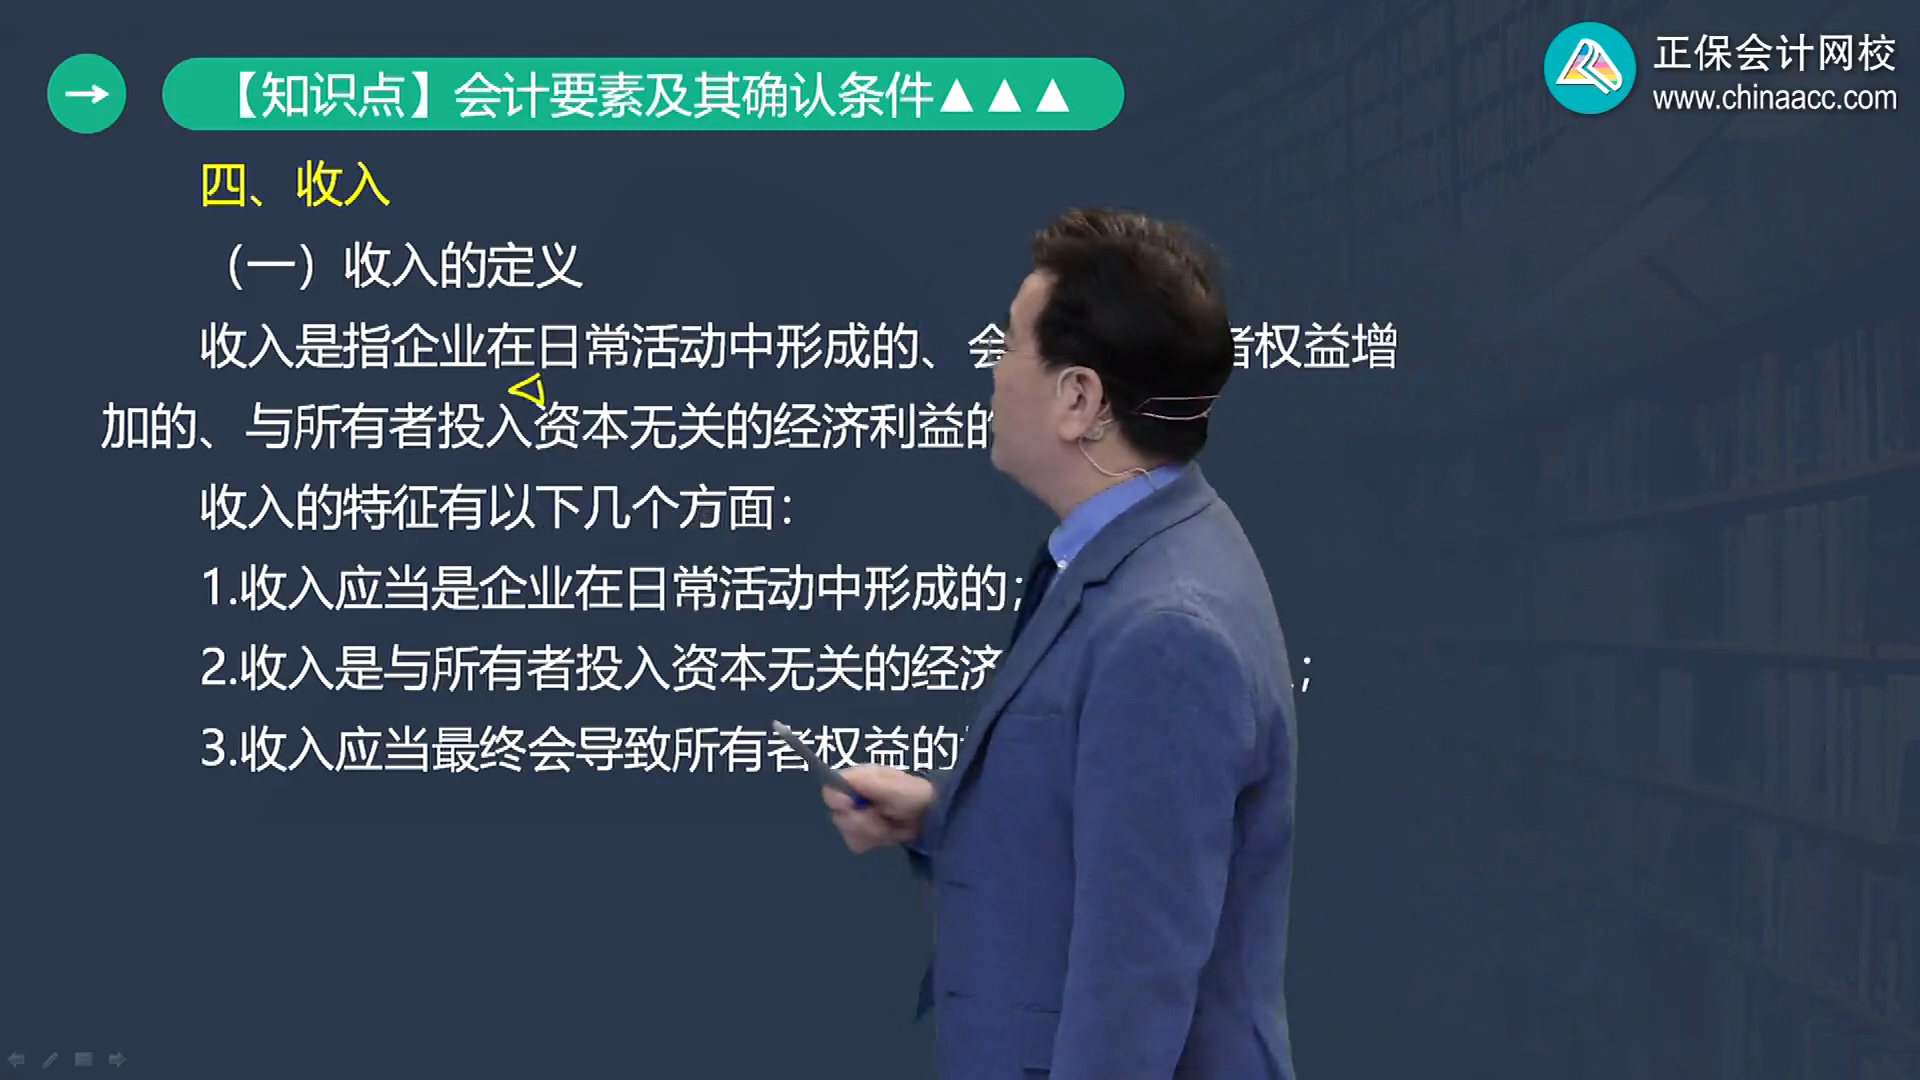 正保会计网校
www.chinaacc.com
【知识点】会计要素及其确认条件▲▲▲
四、收入
（一）收入的定义
收入是指企业在日常活动中形成的、会 者权益增
加的、与所有者投入资本无关的经济利益的
收入的特征有以下几个方面：
1.收入应当是企业在日常活动中形成的；
2.收入是与所有者投入资本无关的经济 ；
3.收入应当最终会导致所有者权益的